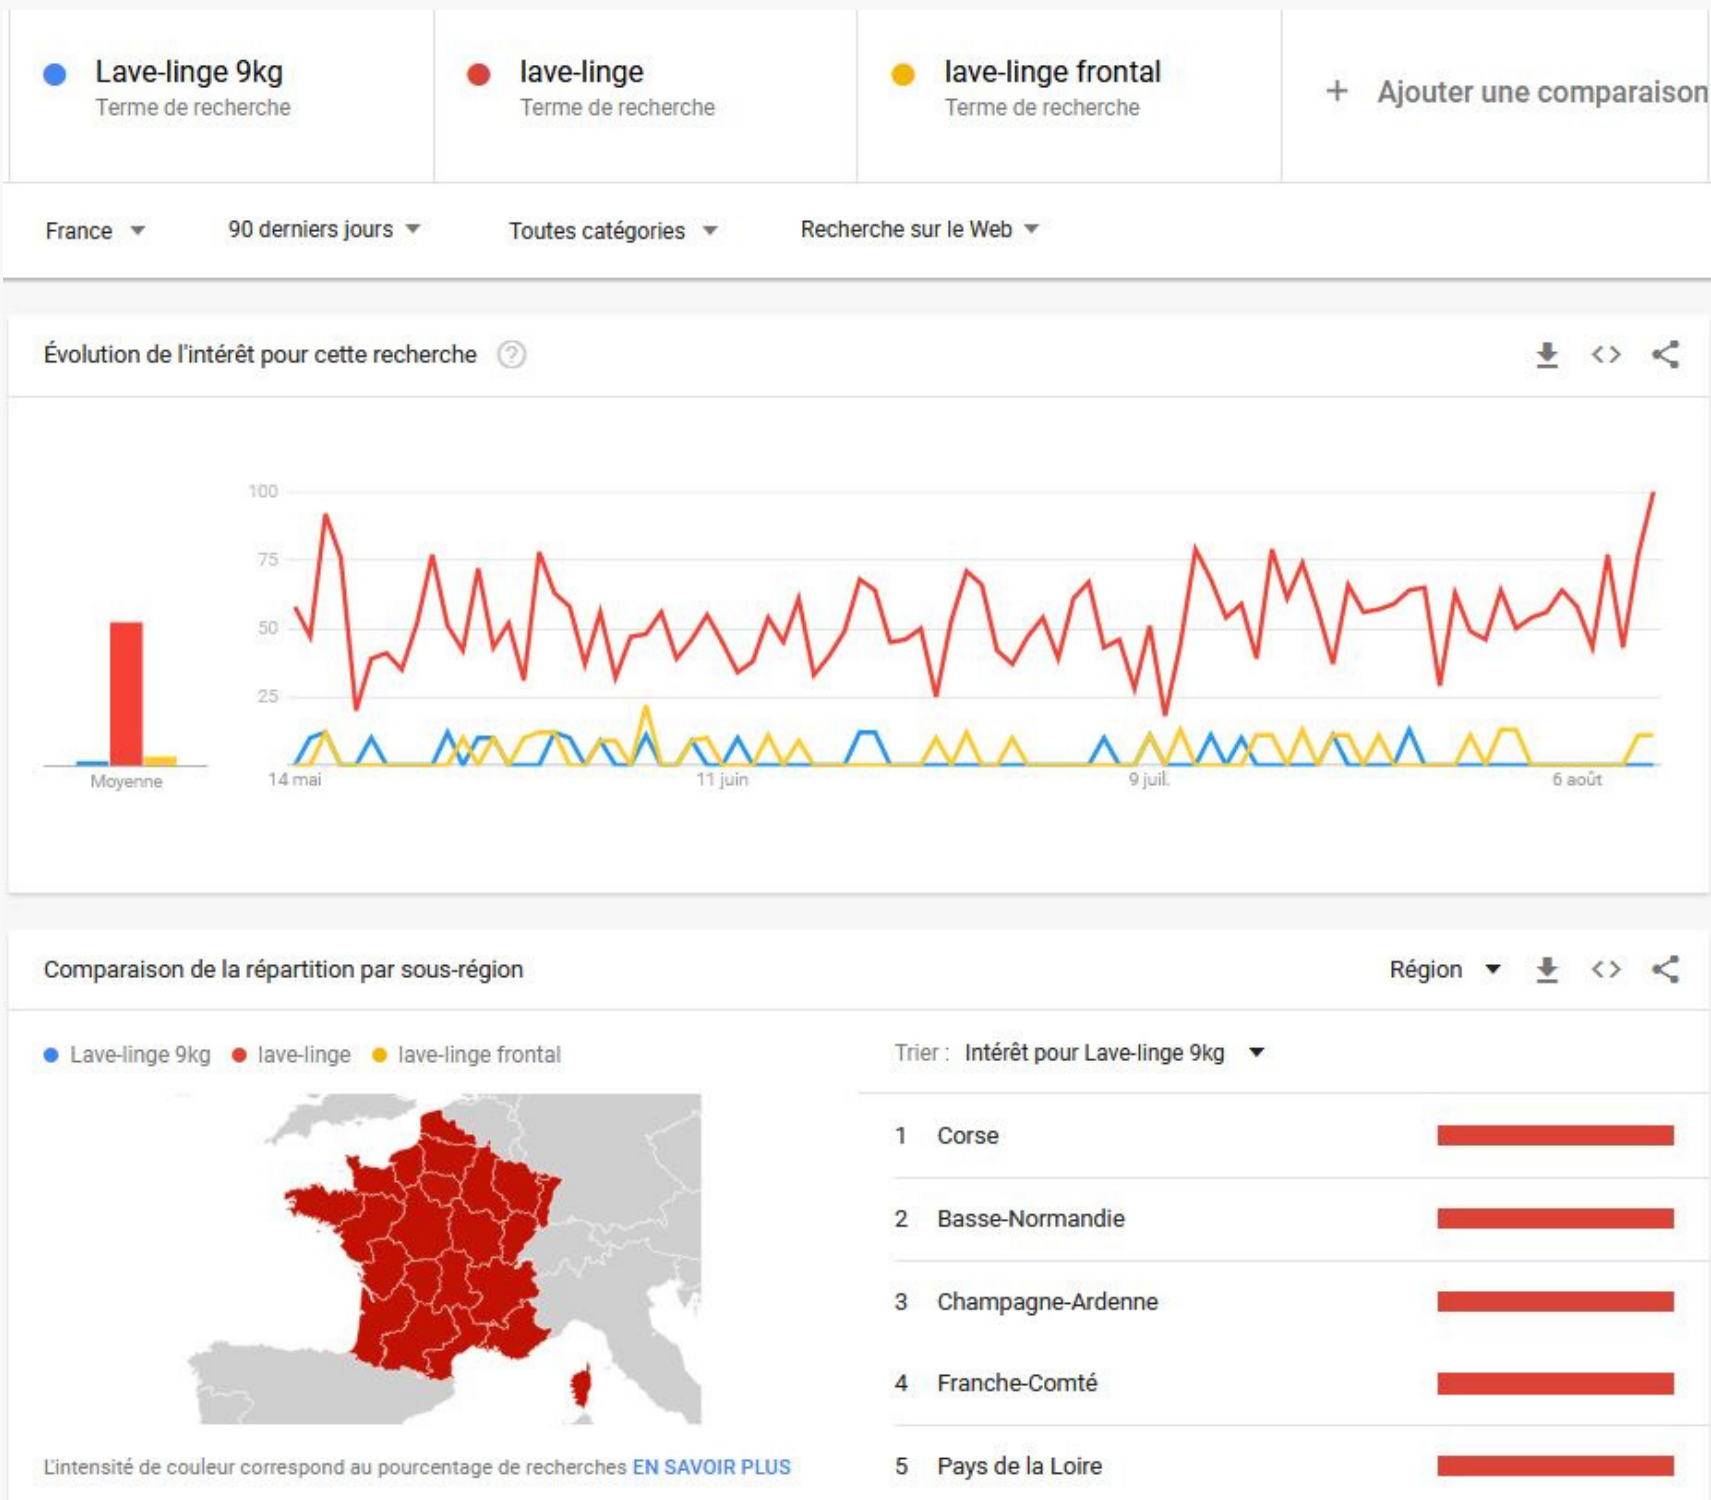 Lave-linge 9kg
Terme de recherche
lave-linge
Terme de recherche
lave-linge frontal
Terme de recherche
+ Ajouter une comparaison
France
90 derniers jours
Toutes catégories
Recherche sur le Web
Évolution de l'intérêt pour cette recherche ?
100
75
50
25
Moyenne
14 mai
11 juin
9 juil.
6 août
Comparaison de la répartition par sous-région
Région
Lave-linge 9kg
lave-linge
lave-linge frontal
Trier : Intérêt pour Lave-linge 9kg
1 Corse
2 Basse-Normandie
3 Champagne-Ardenne
4 Franche-Comté
5 Pays de la Loire
L'intensité de couleur correspond au pourcentage de recherches EN SAVOIR PLUS